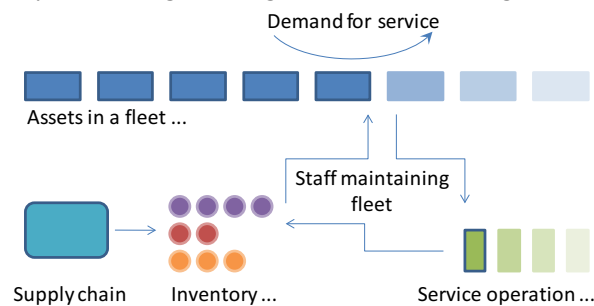 Demand for service
Assets in a fleet ...
Staff maintaining
fleet
Supply chain
Inventory ...
Service operation ...